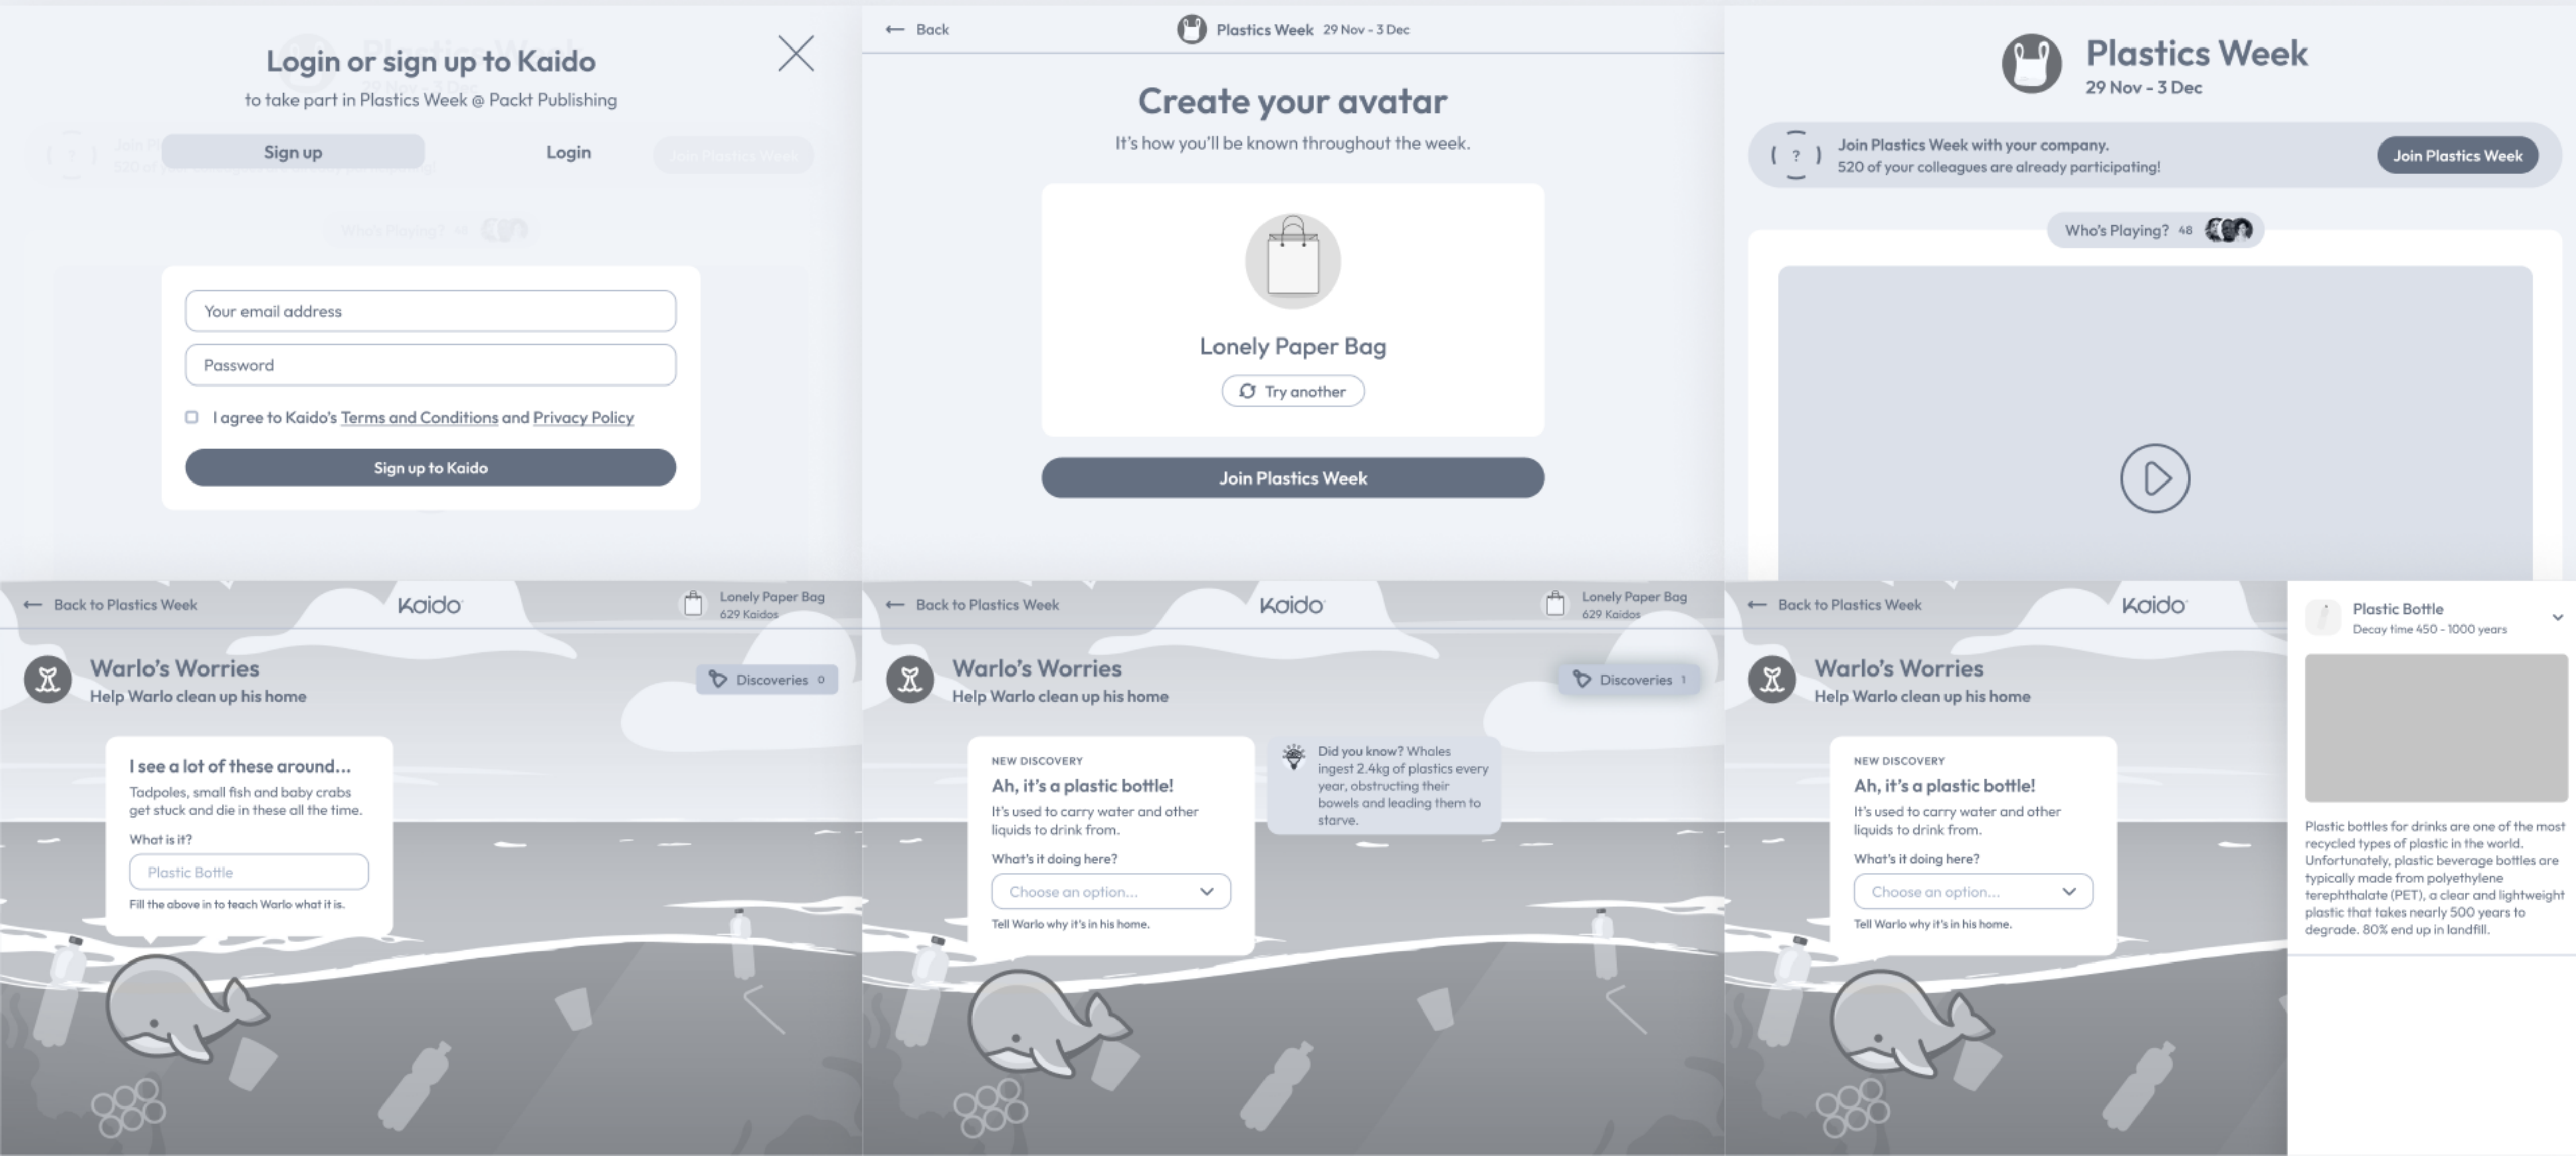 Login or sign up to Kaido
to take part in Plastics Week @ Packt Publishing
Sign up
Login
Join Plastics Week
Who's Playing? 48
Your email address
Password
I agree to Kaido's Terms and Conditions and Privacy Policy
Sign up to Kaido
Back
Plastics Week 29 Nov - 3 Dec
Create your avatar
It's how you'll be known throughout the week.
Lonely Paper Bag
Try another
Join Plastics Week
Plastics Week
29 Nov - 3 Dec
?
Join Plastics Week with your company.
520 of your colleagues are already participating!
Join Plastics Week
Who's Playing? 48
Back to Plastics Week
Kaido
Lonely Paper Bag
629 Kaidos
Warlo's Worries
Help Warlo clean up his home
Discoveries 0
I see a lot of these around...
Tadpoles, small fish and baby crabs
get stuck and die in these all the time.
What is it?
Plastic Bottle
Fill the above in to teach Warlo what it is.
Back to Plastics Week
Kaido
Lonely Paper Bag
629 Kaidos
Warlo's Worries
Help Warlo clean up his home
Discoveries 1
NEW DISCOVERY
Ah, it's a plastic bottle!
It's used to carry water and other
liquids to drink from.
What's it doing here?
Choose an option...
Tell Warlo why it's in his home.
Did you know? Whales
ingest 2.4kg of plastics every
year, obstructing their
bowels and leading them to
starve.
Back to Plastics Week
Kaido
Warlo's Worries
Help Warlo clean up his home
NEW DISCOVERY
Ah, it's a plastic bottle!
It's used to carry water and other
liquids to drink from.
What's it doing here?
Choose an option...
Tell Warlo why it's in his home.
Plastic Bottle
Decay time 450 - 1000 years
Plastic bottles for drinks are one of the most
recycled types of plastic in the world.
Unfortunately, plastic beverage bottles are
typically made from polyethylene
terephthalate (PET), a clear and lightweight
plastic that takes nearly 500 years to
degrade. 80% end up in landfill.